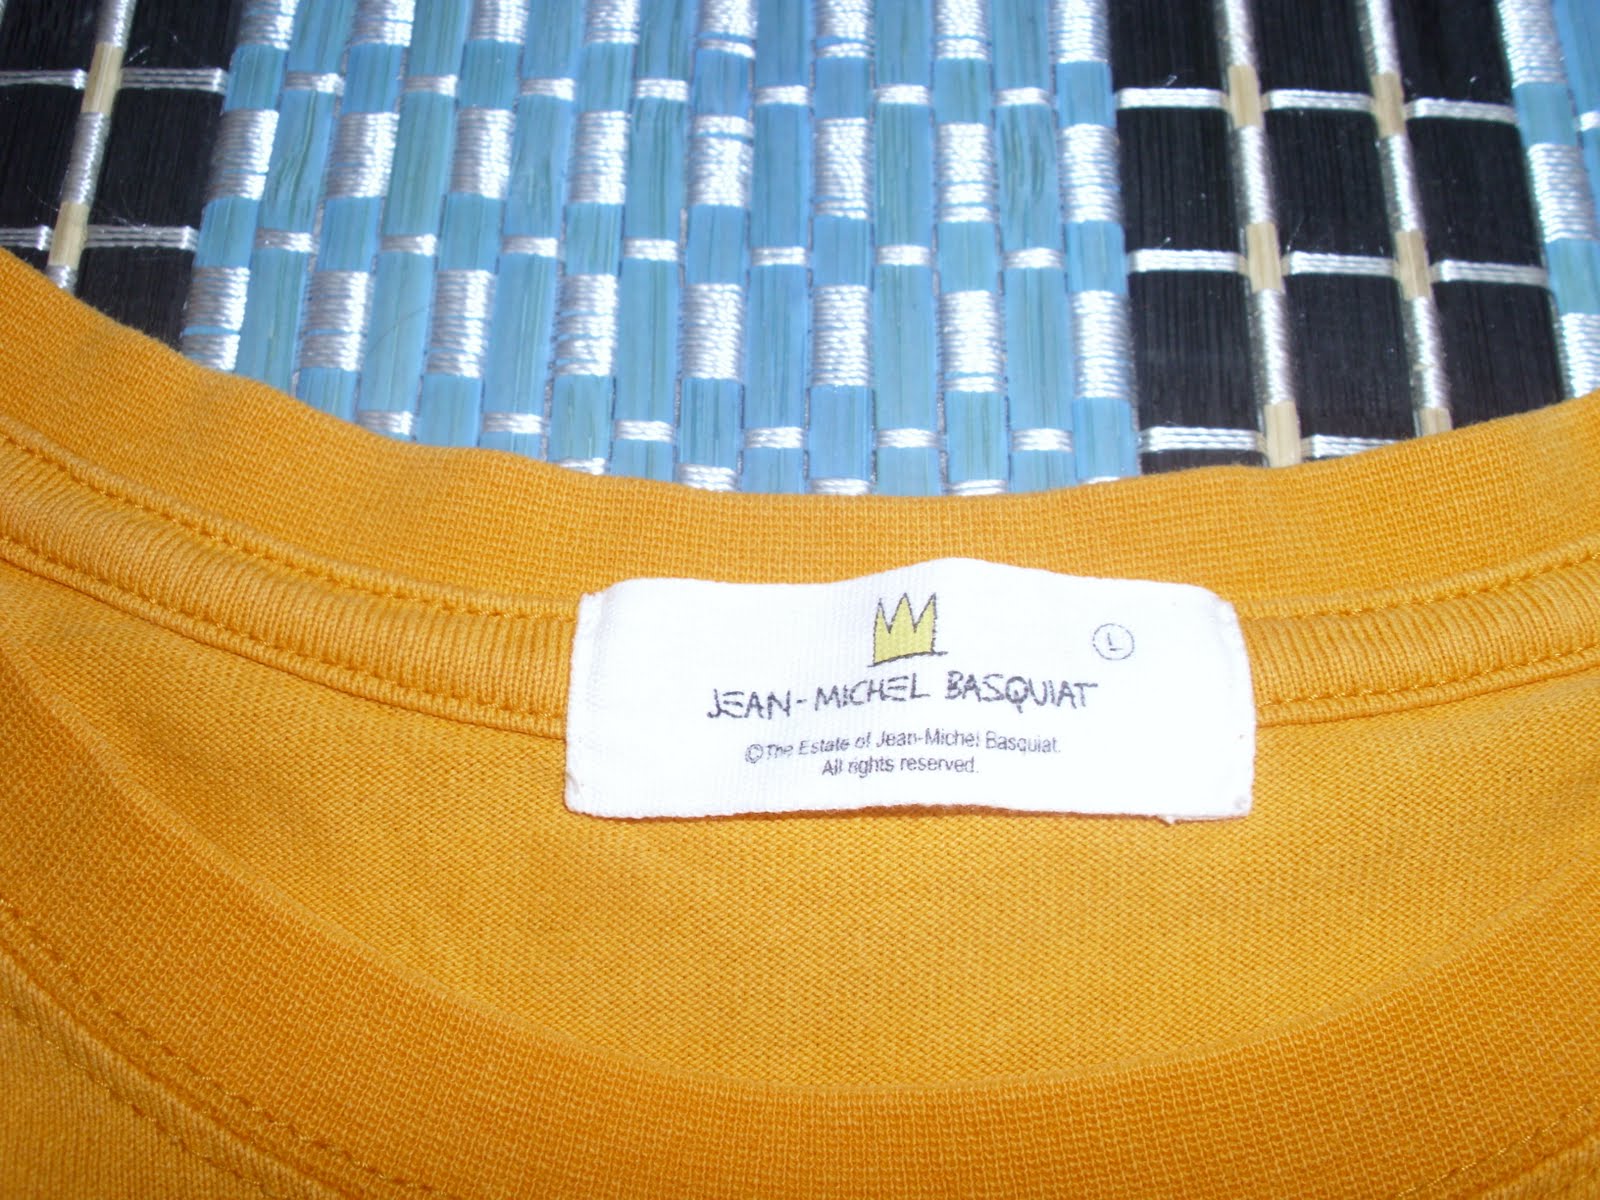 L
JEAN-MICHEL BASQUIAT
©The Estate of Jean-Michel Basquiat.
All rights reserved.